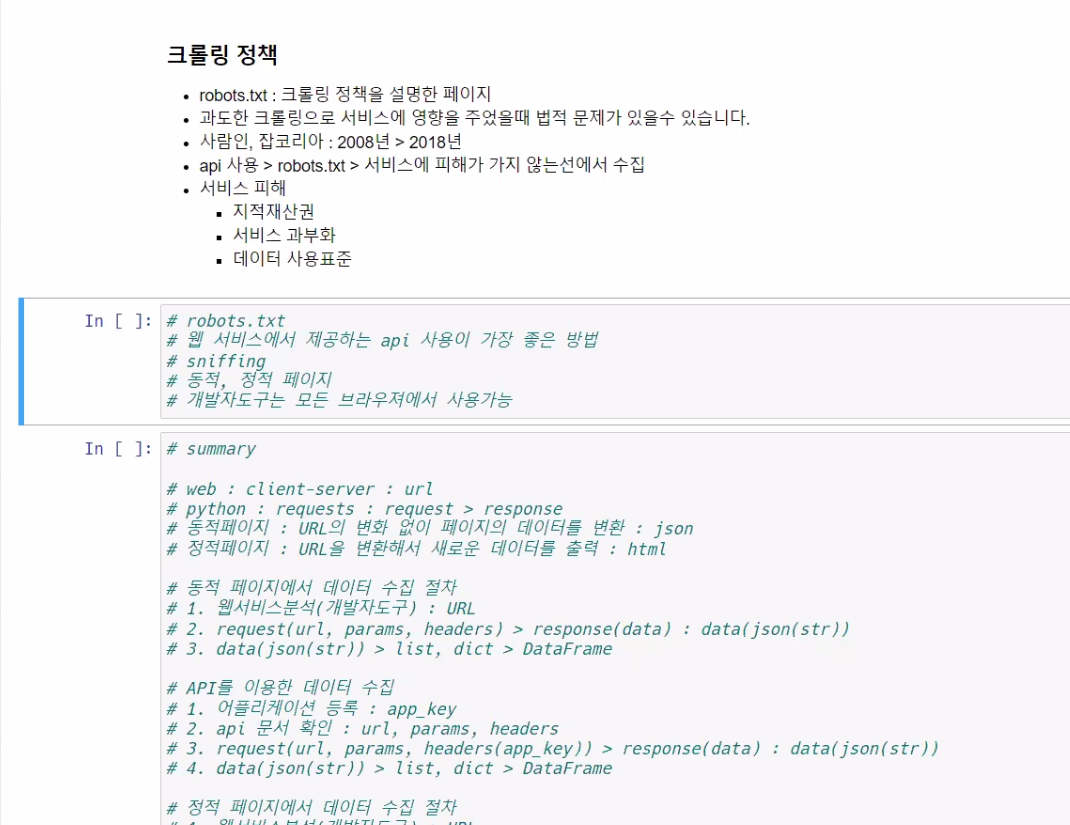 크롤링 정책
• robots.txt : 크롤링 정책을 설명한 페이지
• 과도한 크롤링으로 서비스에 영향을 주었을때 법적 문제가 있을수 있습니다.
• 사람인, 잡코리아 : 2008년 > 2018년
• api 사용 > robots.txt > 서비스에 피해가 가지 않는선에서 수집
• 서비스 피해
▪ 지적재산권
▪ 서비스 과부화
▪ 데이터 사용표준
In [ ]: # robots.txt
# 웹 서비스에서 제공하는 api 사용이 가장 좋은 방법
# sniffing
# 동적, 정적 페이지
# 개발자도구는 모든 브라우져에서 사용가능
In [ ]: # summary
# web : client-server : url
# python : requests : request > response
# 동적페이지 : URL의 변화 없이 페이지의 데이터를 변환 : json
# 정적페이지 : URL을 변환해서 새로운 데이터를 출력 : html
# 동적 페이지에서 데이터 수집 절차
# 1. 웹서비스분석(개발자도구) : URL
# 2. request(url, params, headers) > response(data) : data(json(str))
# 3. data(json(str)) > list, dict > DataFrame
# API를 이용한 데이터 수집
# 1. 어플리케이션 등록 : app_key
# 2. api 문서 확인 : url, params, headers
# 3. request(url, params, headers(app_key)) > response(data) : data(json(str))
# 4. data(json(str)) > list, dict > DataFrame
# 정적 페이지에서 데이터 수집 절차
# 1. 웹서비스분석(개발자도구) : URL